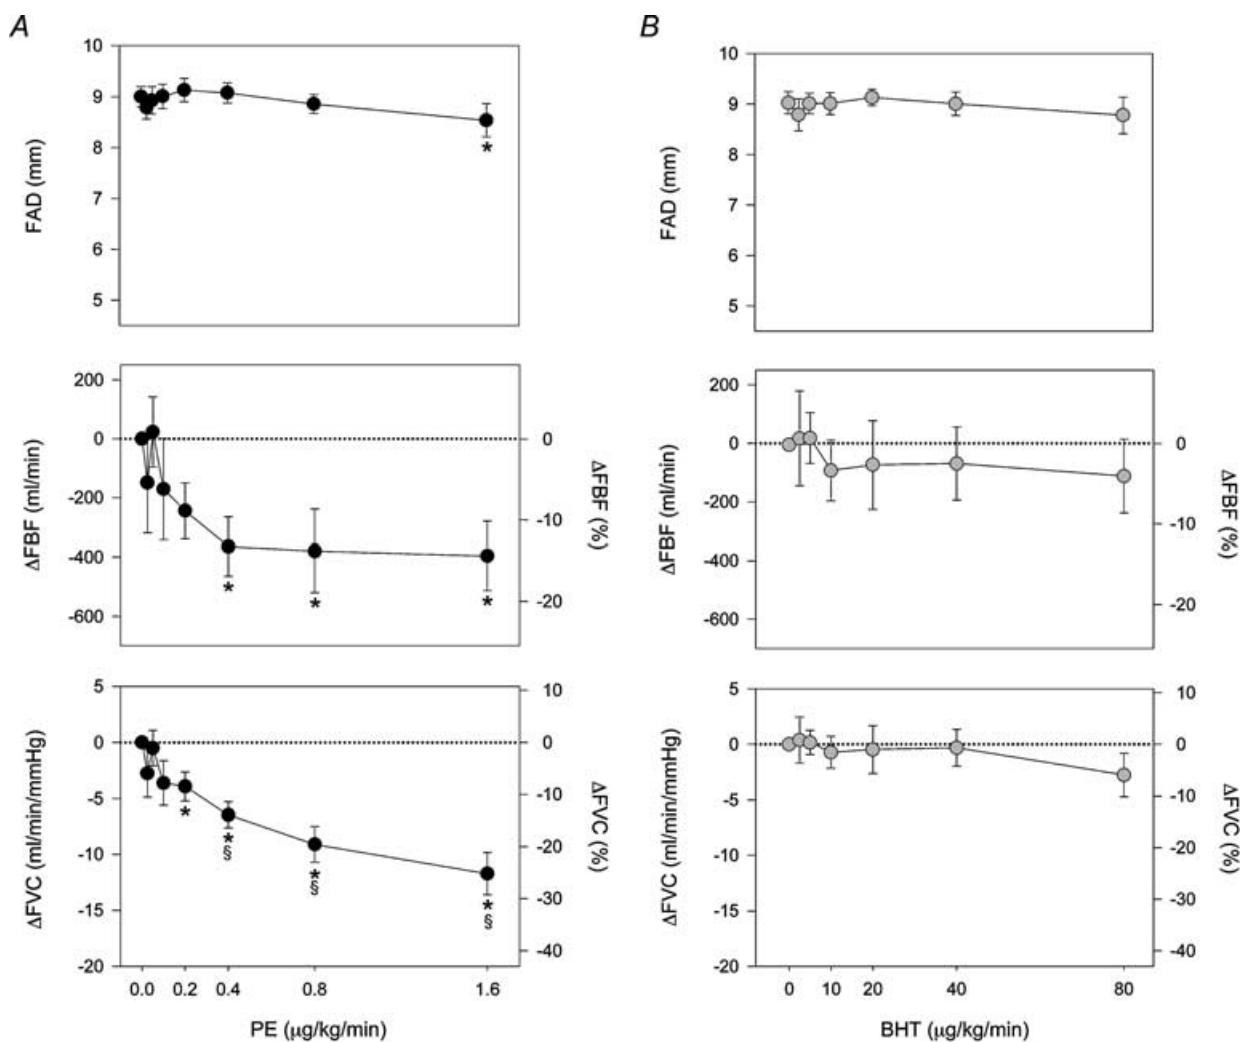 A
B
10
9
8
7
6
5
FAD (mm)
*
10
9
8
7
6
5
FAD (mm)
200
0
-200
-400
-600
ΔFBF (ml/min)
0
-10
-20
ΔFBF (%)
* * *
200
0
-200
-400
-600
ΔFBF (ml/min)
0
-10
-20
ΔFBF (%)
5
0
-5
-10
-15
-20
ΔFVC (ml/min/mmHg)
10
0
-10
-20
-30
-40
ΔFVC (%)
* * * *
§ § §
0.0 0.2 0.4 0.8 1.6
PE (µg/kg/min)
5
0
-5
-10
-15
-20
ΔFVC (ml/min/mmHg)
10
0
-10
-20
-30
-40
ΔFVC (%)
0 10 20 40 80
BHT (µg/kg/min)